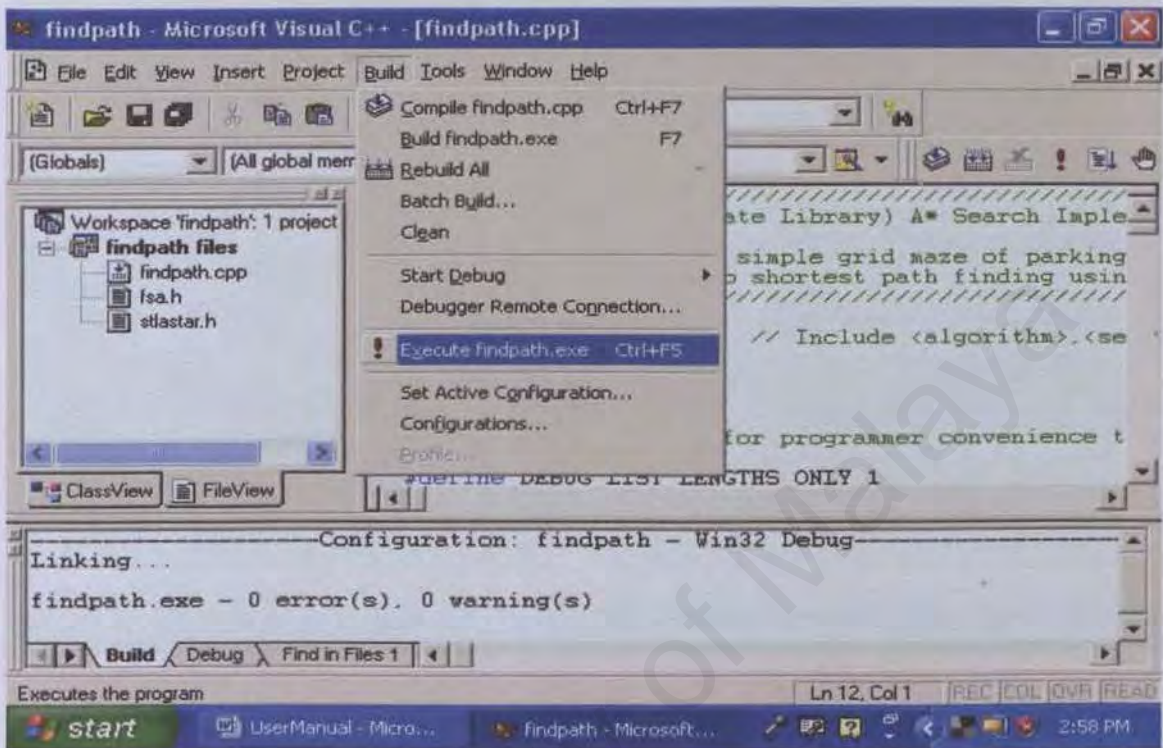 findpath - Microsoft Visual C++ - [findpath.cpp]
File Edit View Insert Project Build Tools Window Help
(Globals)
(All global mem
Compile findpath.cpp Ctrl+F7
Build findpath.exe F7
Rebuild All
Batch Build...
Clean
Start Debug
Debugger Remote Connection...
Execute findpath.exe Ctrl+F5
Set Active Configuration...
Configurations...
Profile...
Workspace 'findpath': 1 project
findpath files
findpath.cpp
fsa.h
stlastar.h
ClassView FileView
////////////////////////////////
ate Library) A* Search Imple
simple grid maze of parking
o shortest path finding usin
////////////////////////////////
// Include <algorithm>,<se
for programmer convenience t
#define DEBUG LIST LENGTHS ONLY 1
--------------------Configuration: findpath - Win32 Debug--------------------
Linking...
findpath.exe - 0 error(s), 0 warning(s)
Build Debug Find in Files 1
Executes the program
Ln 12, Col 1 REC COL OVR READ
start UserManual - Micro... findpath - Microsoft... 2:58 PM
of Malaya